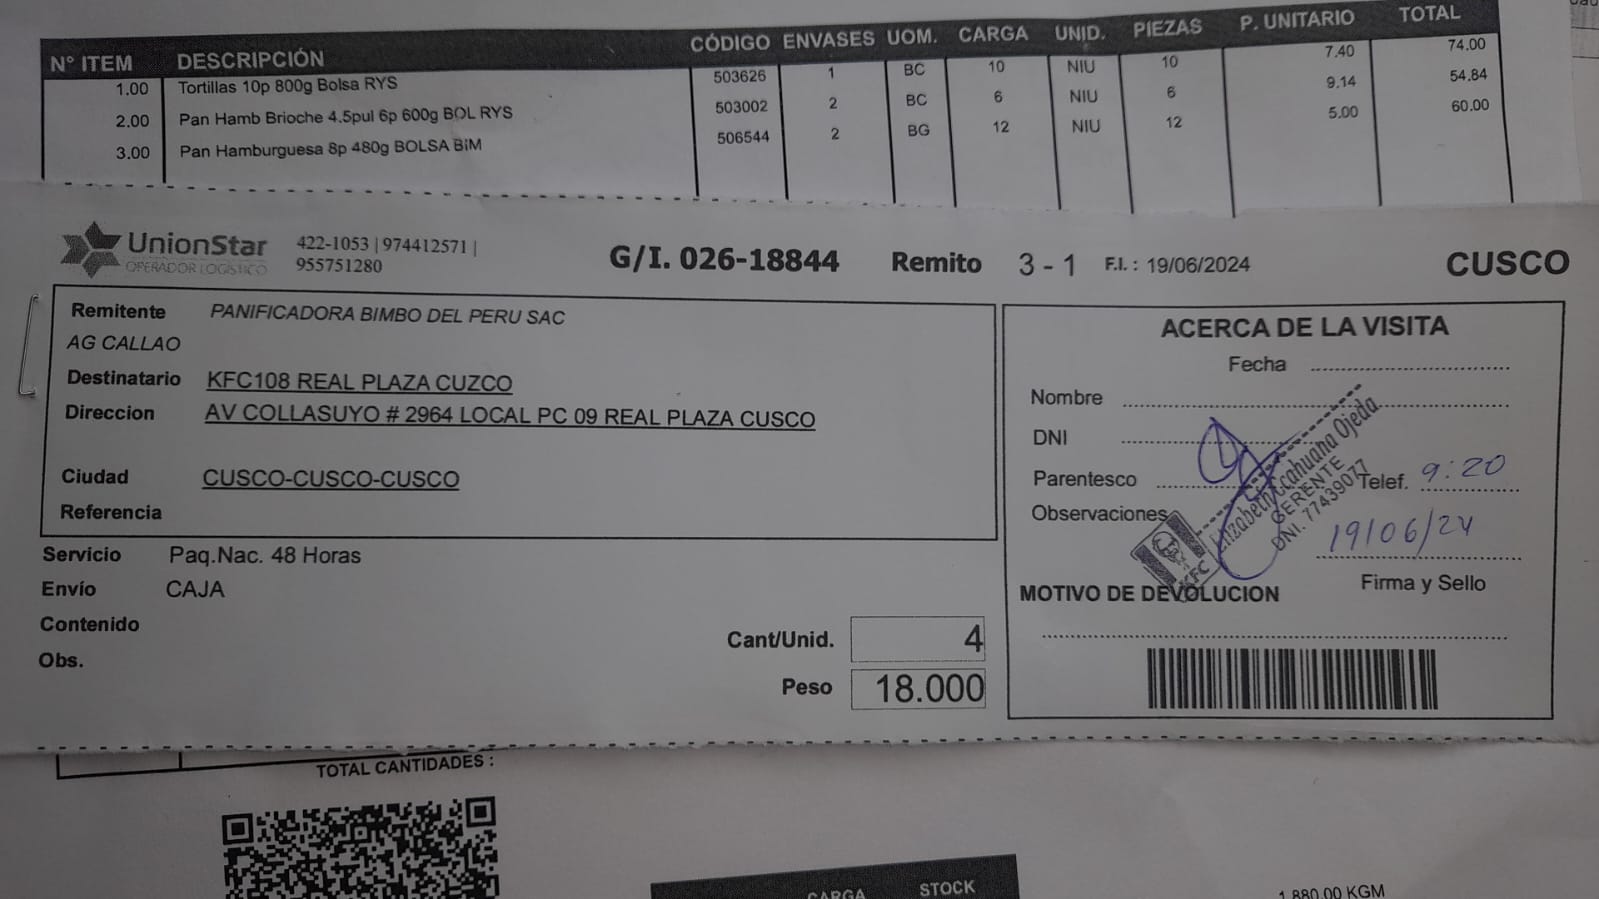 N° ITEM DESCRIPCIÓN CÓDIGO ENVASES UOM. CARGA UNID. PIEZAS P. UNITARIO TOTAL
1.00 Tortillas 10p 800g Bolsa RYS 503626 1 BC 10 NIU 10 7.40 74.00
2.00 Pan Hamb Brioche 4.5pul 6p 600g BOL RYS 503002 2 BC 6 NIU 6 9.14 54.84
3.00 Pan Hamburguesa 8p 480g BOLSA BIM 506544 2 BG 12 NIU 12 5.00 60.00
UnionStar
OPERADOR LOGISTICO
422-1053 | 974412571 |
955751280
G/I. 026-18844 Remito 3 - 1 F.I. : 19/06/2024 CUSCO
Remitente PANIFICADORA BIMBO DEL PERU SAC
AG CALLAO
Destinatario KFC108 REAL PLAZA CUZCO
Direccion AV COLLASUYO # 2964 LOCAL PC 09 REAL PLAZA CUSCO
Ciudad CUSCO-CUSCO-CUSCO
Referencia
Servicio Paq.Nac. 48 Horas
Envío CAJA
Contenido
Obs.
Cant/Unid. 4
Peso 18.000
ACERCA DE LA VISITA
Fecha
Nombre
DNI
Parentesco Telef. 9:20
Observaciones
19/06/24
Elizabeth Ccahuana Ojeda
GERENTE
DNI. 77439077
KFC
Firma y Sello
MOTIVO DE DEVOLUCION
TOTAL CANTIDADES :
CARGA STOCK
1,880.00 KGM